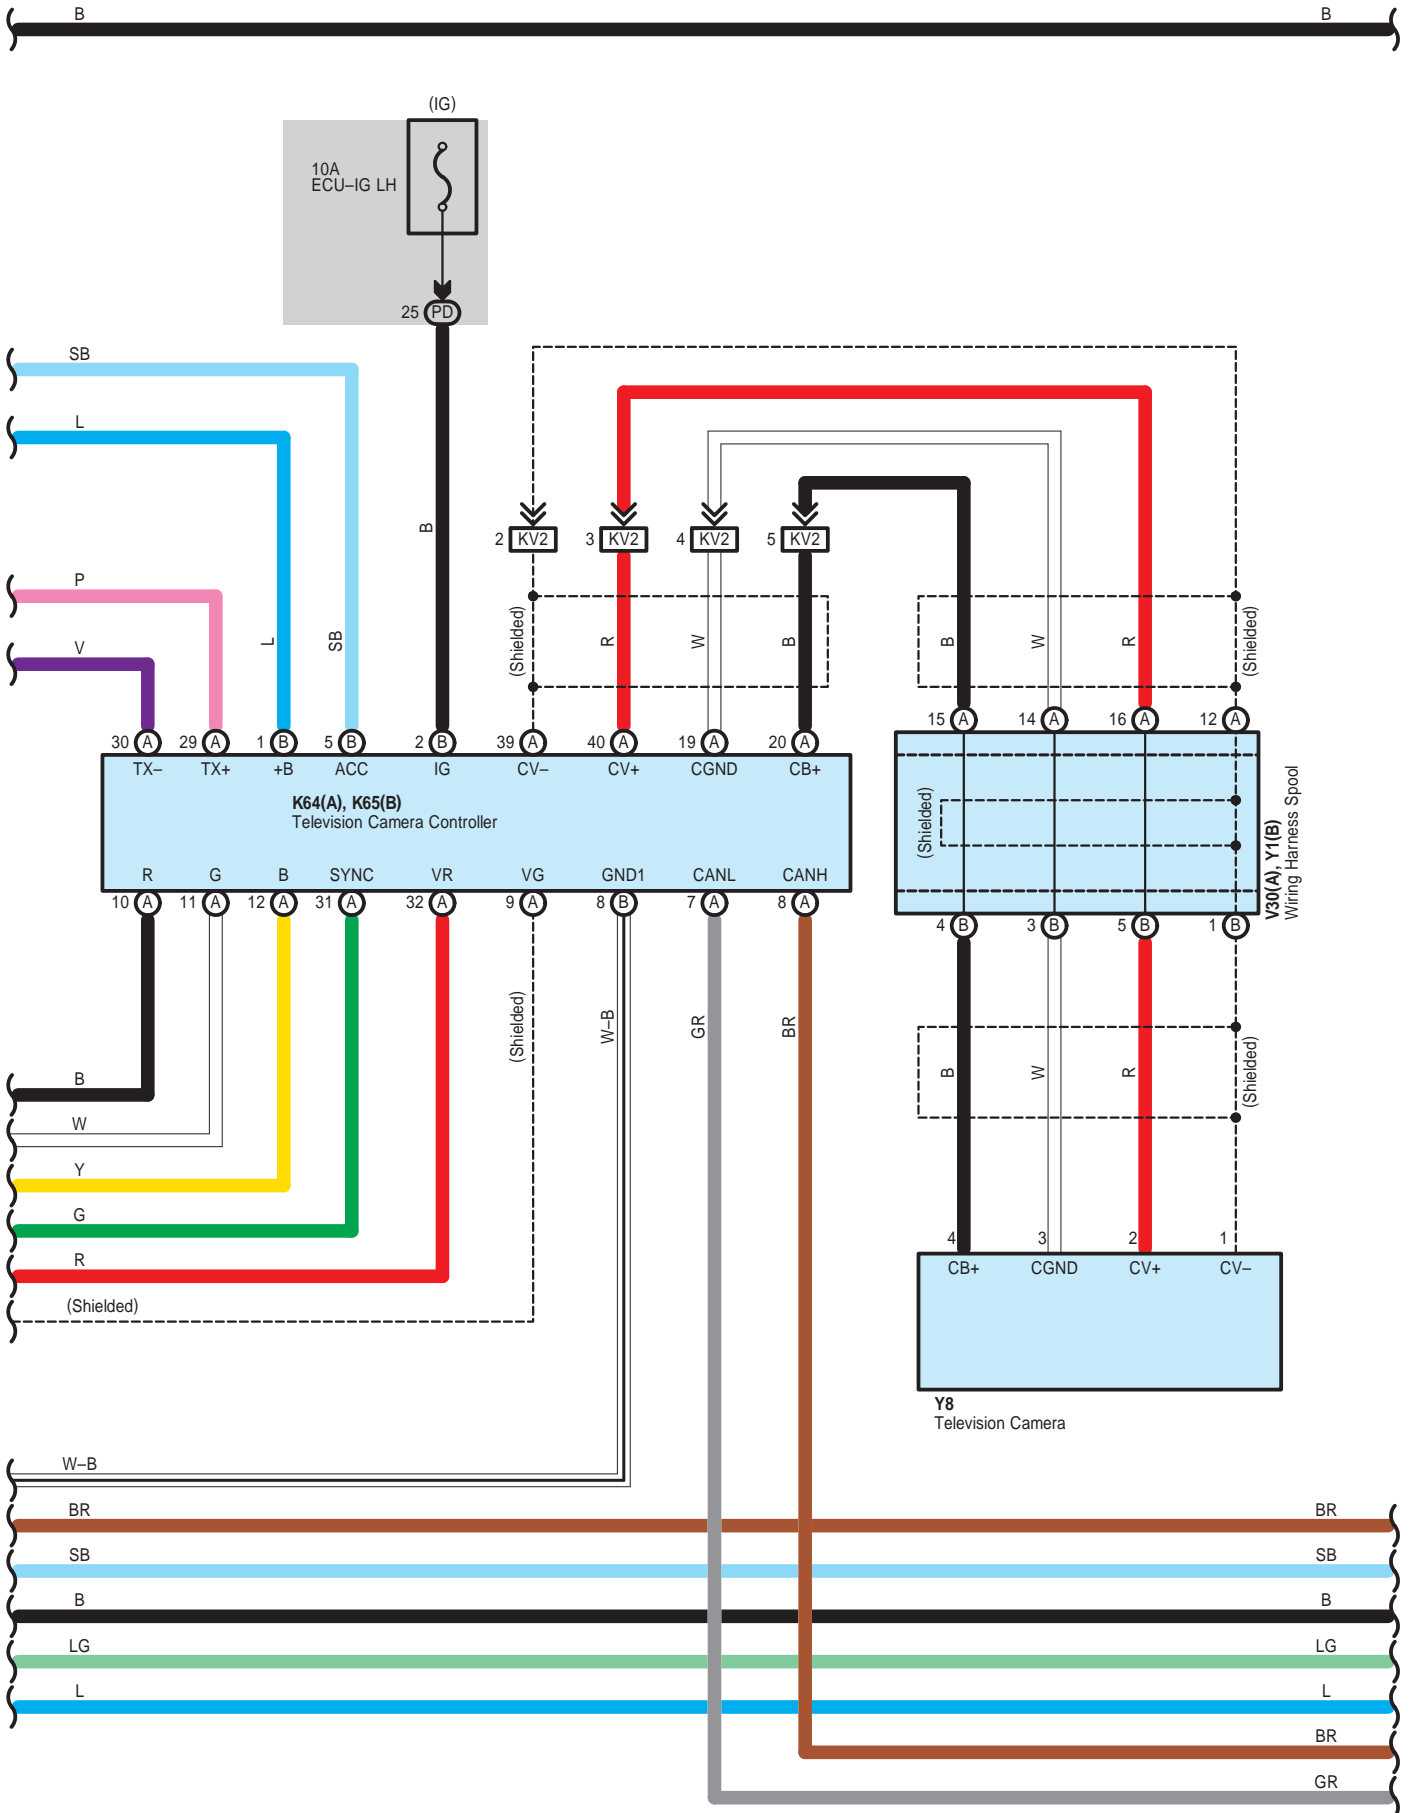 B B
(IG)
10A
ECU–IG LH
25 PD
SB
L
P
V
B
L
SB
2 KV2 3 KV2 4 KV2 5 KV2
(Shielded) R W B
B W R (Shielded)
30 A 29 A 1 B 5 B 2 B 39 A 40 A 19 A 20 A
15 A 14 A 16 A 12 A
TX– TX+ +B ACC IG CV– CV+ CGND CB+
K64(A), K65(B)
Television Camera Controller
R G B SYNC VR VG GND1 CANL CANH
10 A 11 A 12 A 31 A 32 A 9 A 8 B 7 A 8 A
(Shielded)
V30(A), Y1(B)
Wiring Harness Spool
4 B 3 B 5 B 1 B
(Shielded) W–B GR BR
B W R (Shielded)
B
W
Y
G
R
(Shielded)
4 3 2 1
CB+ CGND CV+ CV–
Y8
Television Camera
W–B
BR BR
SB SB
B B
LG LG
L L
BR
GR